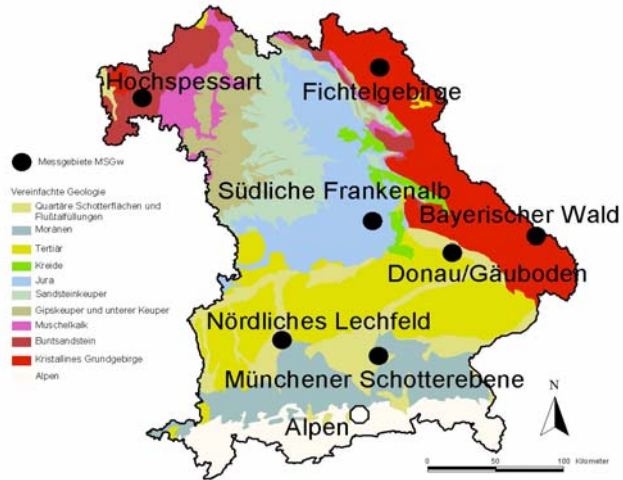 Hochspessart
Fichtelgebirge
Messgebiete MSGw
Vereinfachte Geologie
Quartäre Schotterflächen und
Flußtalfüllungen
Moränen
Tertiär
Kreide
Jura
Sandsteinkeuper
Gipskeuper und unterer Keuper
Muschelkalk
Buntsandstein
Kristallines Grundgebirge
Alpen
Südliche Frankenalb
Bayerischer Wald
Donau/Gäuboden
Nördliches Lechfeld
Münchener Schotterebene
Alpen
N
0 50 100 Kilometer